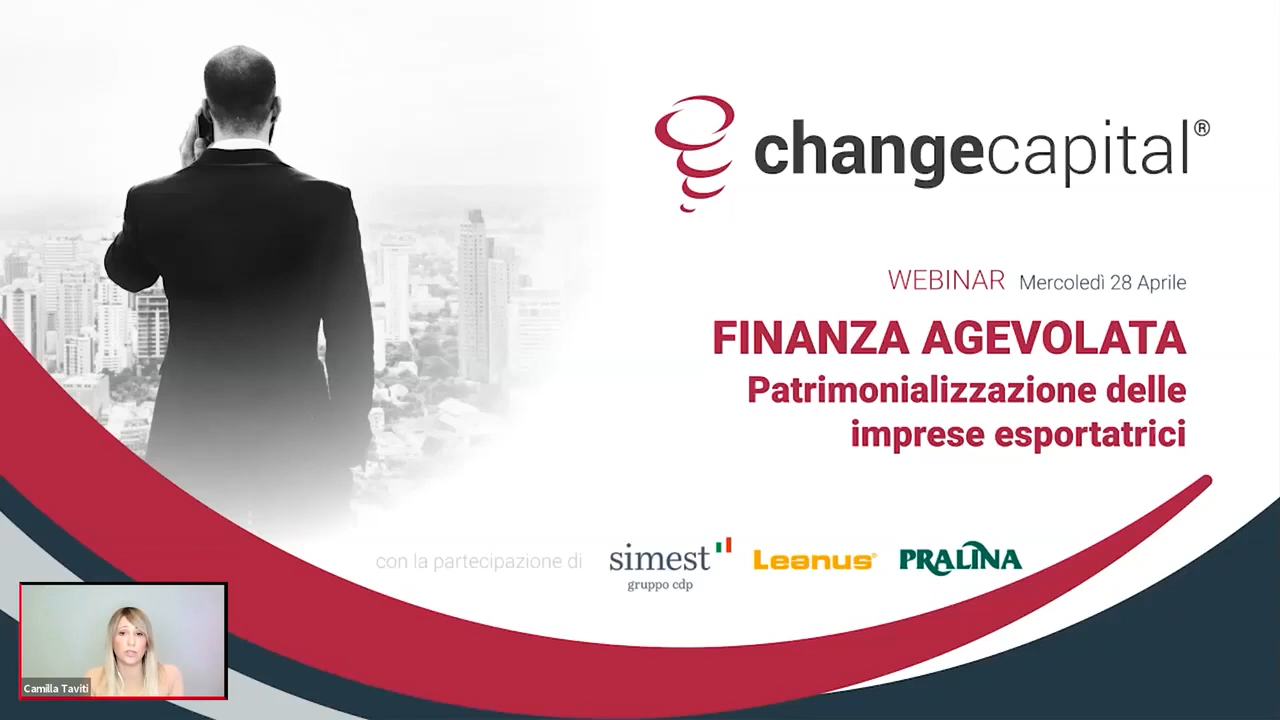 changecapital®
WEBINAR Mercoledì 28 Aprile
FINANZA AGEVOLATA
Patrimonializzazione delle
imprese esportatrici
con la partecipazione di
simest
gruppo cdp
Leanus®
PRALINA
Camilla Taviti